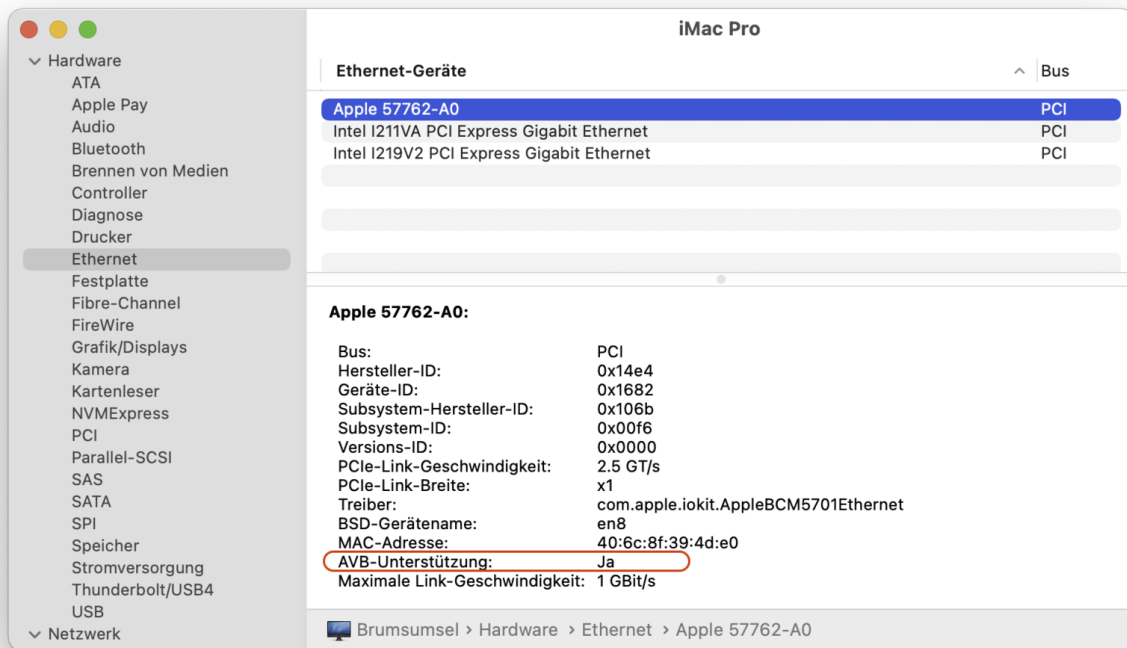 iMac Pro
Hardware
ATA
Apple Pay
Audio
Bluetooth
Brennen von Medien
Controller
Diagnose
Drucker
Ethernet
Festplatte
Fibre-Channel
FireWire
Grafik/Displays
Kamera
Kartenleser
NVMExpress
PCI
Parallel-SCSI
SAS
SATA
SPI
Speicher
Stromversorgung
Thunderbolt/USB4
USB
Netzwerk
Ethernet-Geräte Bus
Apple 57762-A0 PCI
Intel I211VA PCI Express Gigabit Ethernet PCI
Intel I219V2 PCI Express Gigabit Ethernet PCI
Apple 57762-A0:
Bus: PCI
Hersteller-ID: 0x14e4
Geräte-ID: 0x1682
Subsystem-Hersteller-ID: 0x106b
Subsystem-ID: 0x00f6
Versions-ID: 0x0000
PCIe-Link-Geschwindigkeit: 2.5 GT/s
PCIe-Link-Breite: x1
Treiber: com.apple.iokit.AppleBCM5701Ethernet
BSD-Gerätename: en8
MAC-Adresse: 40:6c:8f:39:4d:e0
AVB-Unterstützung: Ja
Maximale Link-Geschwindigkeit: 1 GBit/s
Brumsumsel › Hardware › Ethernet › Apple 57762-A0